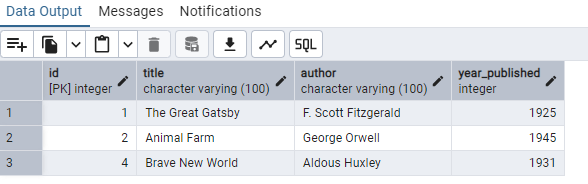 Data Output Messages Notifications
SQL
id title author year_published
[PK] integer character varying (100) character varying (100) integer
1 1 The Great Gatsby F. Scott Fitzgerald 1925
2 2 Animal Farm George Orwell 1945
3 4 Brave New World Aldous Huxley 1931